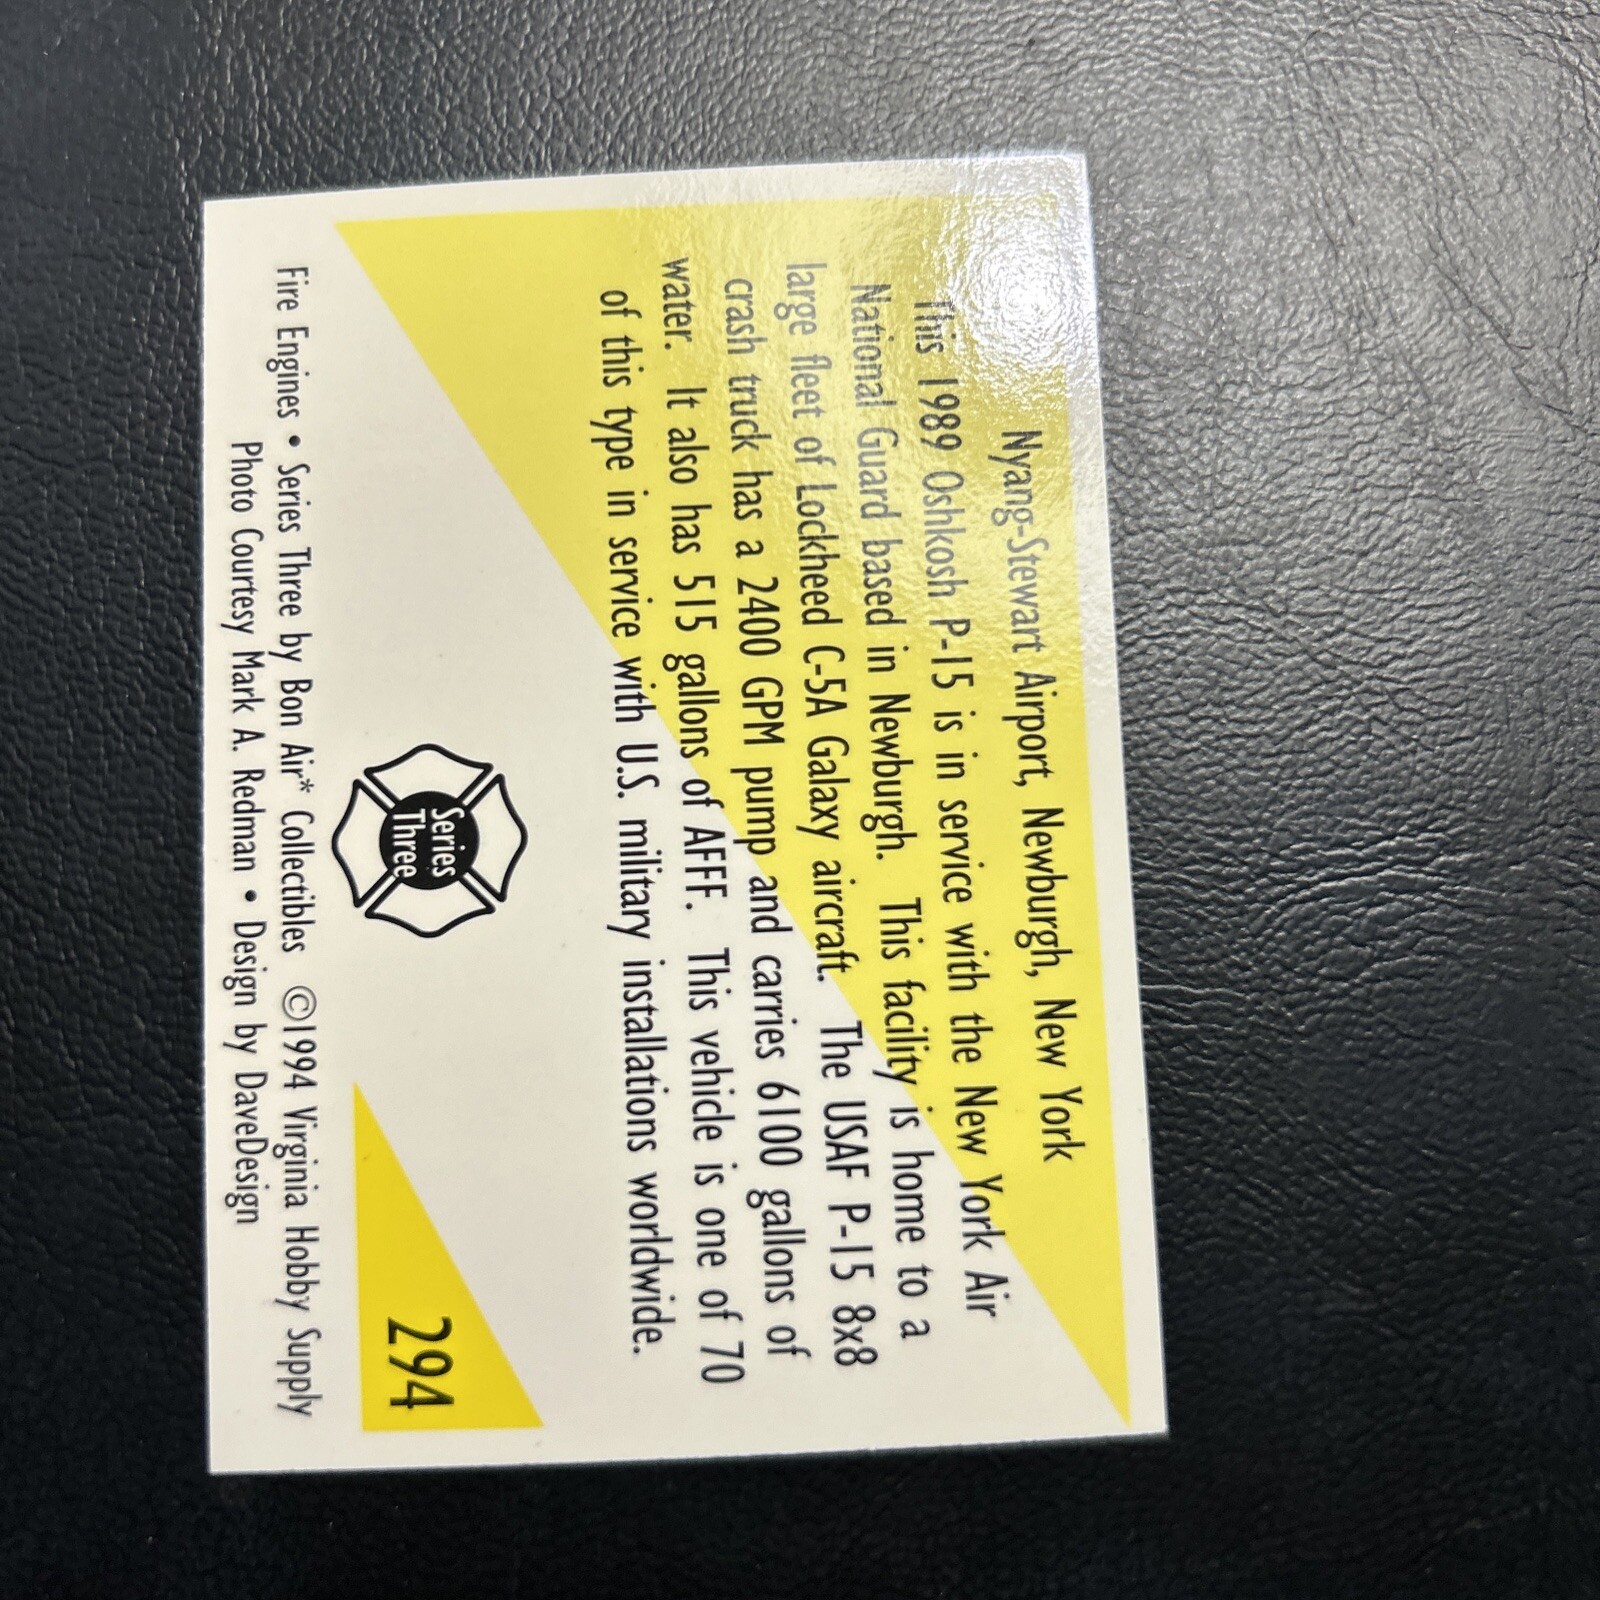 Nyang-Stewart Airport, Newburgh, New York
This 1989 Oshkosh P-15 is in service with the New York Air
National Guard based in Newburgh. This facility is home to a
large fleet of Lockheed C-5A Galaxy aircraft. The USAF P-15 8x8
crash truck has a 2400 GPM pump and carries 6100 gallons of
water. It also has 515 gallons of AFFF. This vehicle is one of 70
of this type in service with U.S. military installations worldwide.
Series
Three
294
Fire Engines • Series Three by Bon Air* Collectibles ©1994 Virginia Hobby Supply
Photo Courtesy Mark A. Redman • Design by DaveDesign